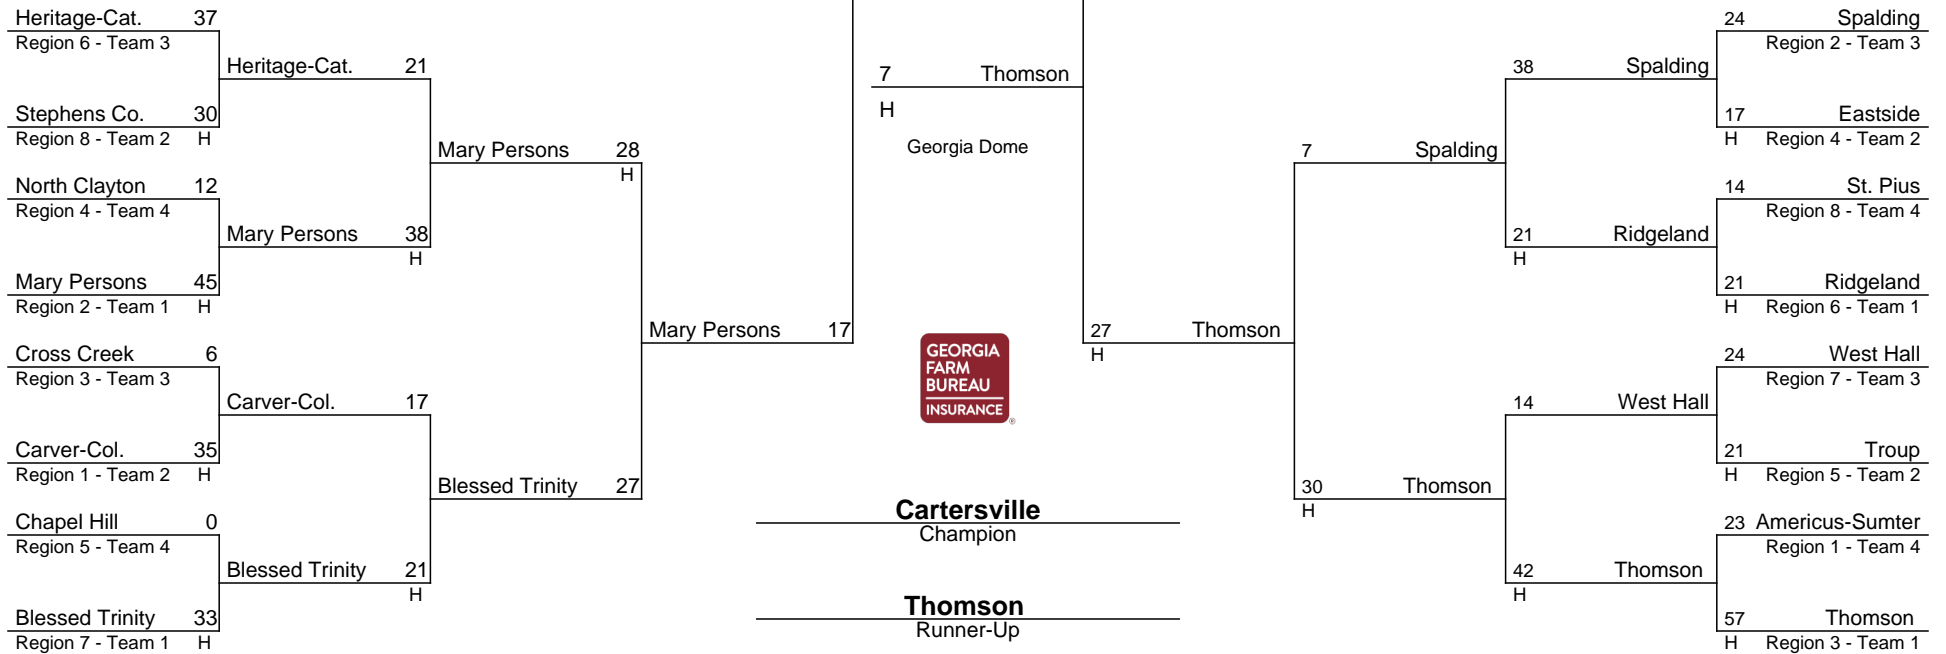 Heritage-Cat. 37
Region 6 - Team 3
Stephens Co. 30
Region 8 - Team 2 H
North Clayton 12
Region 4 - Team 4
Mary Persons 45
Region 2 - Team 1 H
Cross Creek 6
Region 3 - Team 3
Carver-Col. 35
Region 1 - Team 2 H
Chapel Hill 0
Region 5 - Team 4
Blessed Trinity 33
Region 7 - Team 1 H
Heritage-Cat. 21
Mary Persons 38
H
Carver-Col. 17
Blessed Trinity 21
H
Mary Persons 28
H
Blessed Trinity 27
Mary Persons 17
7 Thomson
H
Georgia Dome
GEORGIA
FARM
BUREAU
INSURANCE
®
Cartersville
Champion
Thomson
Runner-Up
27 Thomson
H
7 Spalding
30 Thomson
H
38 Spalding
21 Ridgeland
H
14 West Hall
42 Thomson
H
24 Spalding
Region 2 - Team 3
17 Eastside
H Region 4 - Team 2
14 St. Pius
Region 8 - Team 4
21 Ridgeland
H Region 6 - Team 1
24 West Hall
Region 7 - Team 3
21 Troup
H Region 5 - Team 2
23 Americus-Sumter
Region 1 - Team 4
57 Thomson
H Region 3 - Team 1